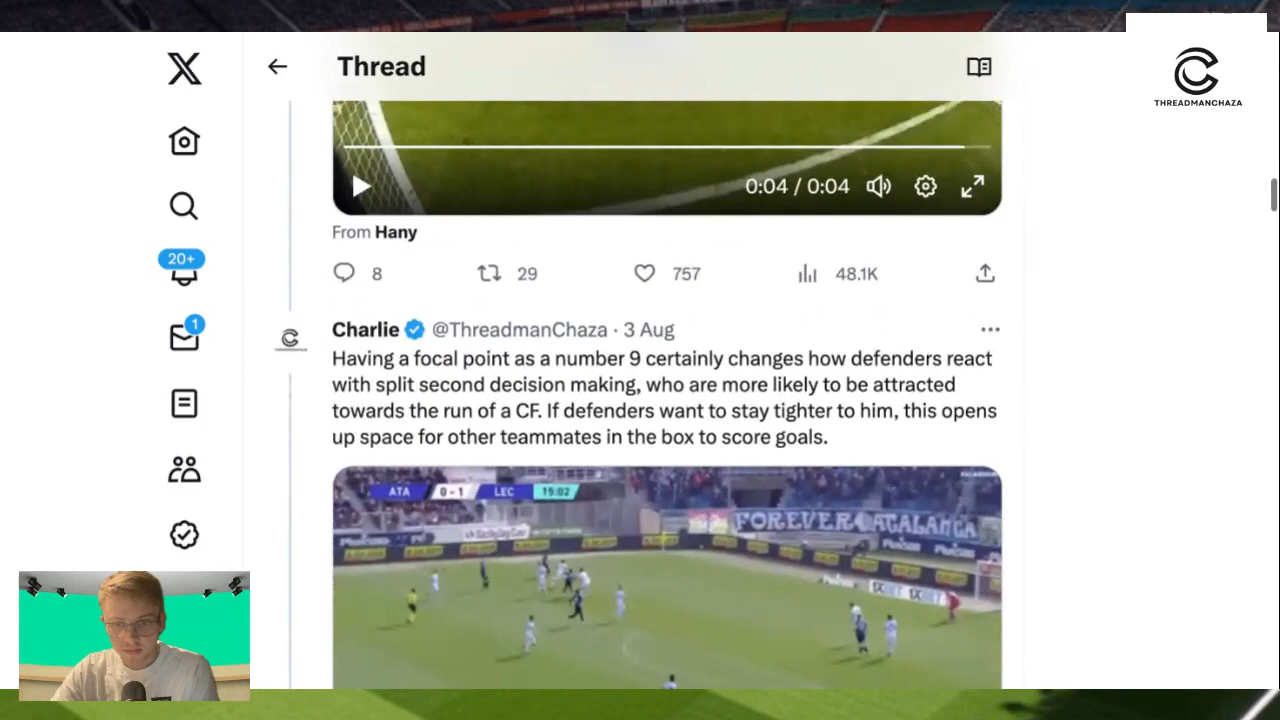 Thread
THREADMANCHAZA
0:04 / 0:04
From Hany
20+
8
29
757
48.1K
1
Charlie @ThreadmanChaza · 3 Aug
Having a focal point as a number 9 certainly changes how defenders react
with split second decision making, who are more likely to be attracted
towards the run of a CF. If defenders want to stay tighter to him, this opens
up space for other teammates in the box to score goals.
ATA 0 - 1 LEC 15:02
FOREVER ATALANTA
1XBET 1XBET